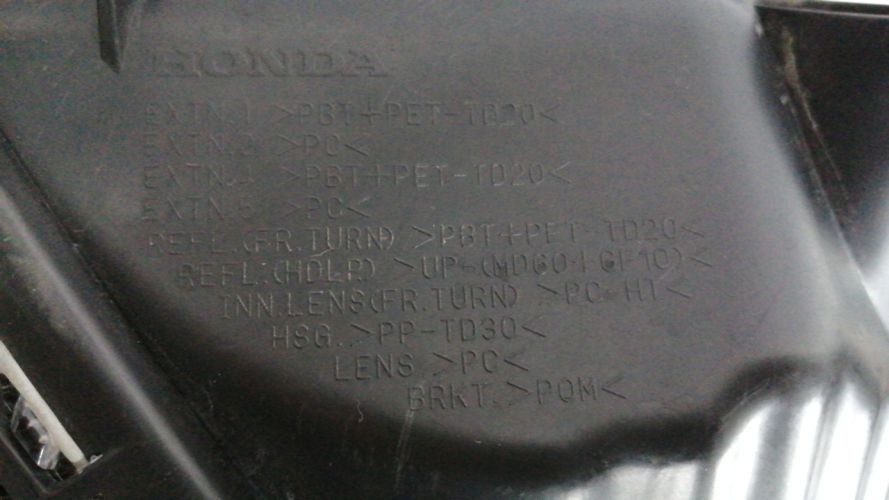 HONDA
EXTN.1 >PBT+PET-TD20<
EXTN.2 >PC<
EXTN.4 >PBT+PET-TD20<
EXTN.5 >PC<
REFL.(FR.TURN) >PBT+PET-TD20<
REFL.(HDLP) >UP-(MD60+GF10)<
INN.LENS(FR.TURN) >PC-HT<
HSG. >PP-TD30<
LENS >PC<
BRKT. >POM<